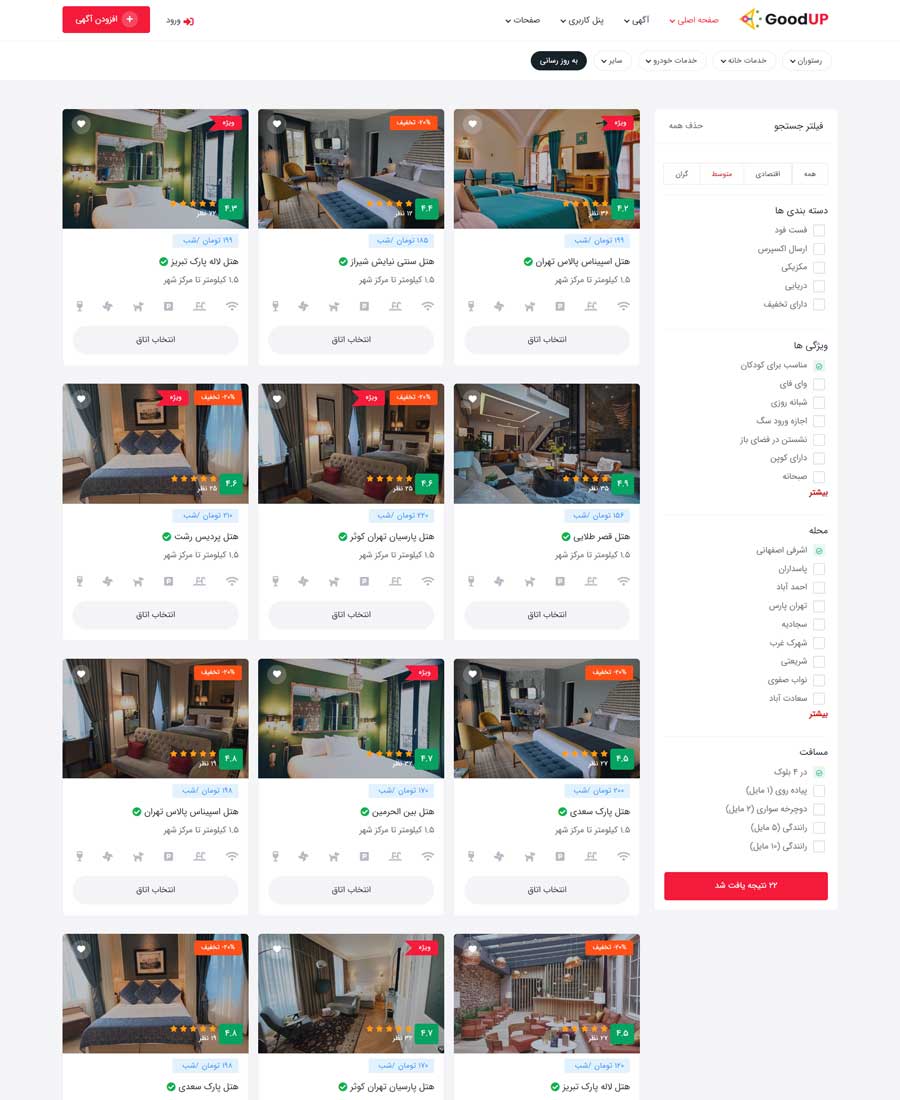 GoodUP
صفحه اصلی
آگهی
پنل کاربری
صفحات
ورود
افزودن آگهی
رستوران
خدمات خانه
خدمات خودرو
سایر
به روز رسانی
فیلتر جستجو
حذف همه
همه
اقتصادی
متوسط
گران
دسته بندی ها
فست فود
ارسال اکسپرس
مکزیکی
دریایی
دارای تخفیف
ویژگی ها
مناسب برای کودکان
وای فای
شبانه روزی
اجازه ورود سگ
نشستن در فضای باز
دارای کوپن
صبحانه
بیشتر
محله
اشرفی اصفهانی
پاسداران
احمد آباد
تهران پارس
سجادیه
شهرک غرب
شریعتی
نواب صفوی
سعادت آباد
بیشتر
مسافت
در ۴ بلوک
پیاده روی (۱ مایل)
دوچرخه سواری (۲ مایل)
رانندگی (۵ مایل)
رانندگی (۱۰ مایل)
۲۲ نتیجه یافت شد
ویژه
۴.۲
۳۶ نظر
۱۹۹ تومان /شب
هتل اسپیناس پالاس تهران
۱.۵ کیلومتر تا مرکز شهر
انتخاب اتاق
۲۰%- تخفیف
۴.۴
۱۲ نظر
۱۸۵ تومان /شب
هتل سنتی نیایش شیراز
۱.۵ کیلومتر تا مرکز شهر
انتخاب اتاق
ویژه
۴.۳
۷۲ نظر
۱۹۹ تومان /شب
هتل لاله پارک تبریز
۱.۵ کیلومتر تا مرکز شهر
انتخاب اتاق
۴.۹
۳۵ نظر
۱۵۶ تومان /شب
هتل قصر طلایی
۱.۵ کیلومتر تا مرکز شهر
انتخاب اتاق
۲۰%- تخفیف
ویژه
۴.۶
۲۵ نظر
۲۲۰ تومان /شب
هتل پارسیان تهران کوثر
۱.۵ کیلومتر تا مرکز شهر
انتخاب اتاق
۲۰%- تخفیف
ویژه
۴.۶
۲۵ نظر
۲۱۰ تومان /شب
هتل پردیس رشت
۱.۵ کیلومتر تا مرکز شهر
انتخاب اتاق
۲۰%- تخفیف
۴.۵
۲۷ نظر
۲۰۰ تومان /شب
هتل پارک سعدی
۱.۵ کیلومتر تا مرکز شهر
انتخاب اتاق
ویژه
۴.۷
۳۲ نظر
۱۷۰ تومان /شب
هتل بین الحرمین
۱.۵ کیلومتر تا مرکز شهر
انتخاب اتاق
۲۰%- تخفیف
۴.۸
۱۹ نظر
۱۹۸ تومان /شب
هتل اسپیناس پالاس تهران
۱.۵ کیلومتر تا مرکز شهر
انتخاب اتاق
۲۰%- تخفیف
۴.۵
۲۷ نظر
۱۲۰ تومان /شب
هتل لاله پارک تبریز
ویژه
۴.۷
۳۲ نظر
۱۷۰ تومان /شب
هتل پارسیان تهران کوثر
۲۰%- تخفیف
۴.۸
۱۹ نظر
۱۹۸ تومان /شب
هتل پارک سعدی